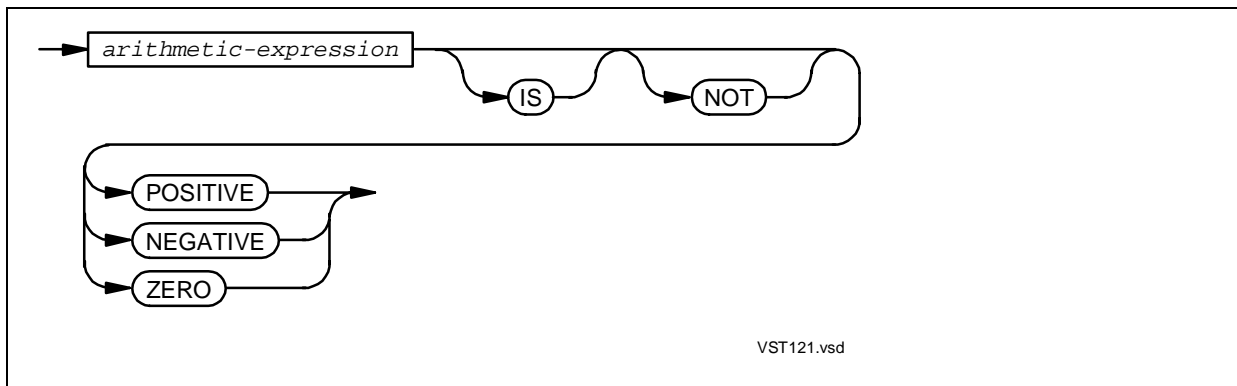 arithmetic-expression
IS
NOT
POSITIVE
NEGATIVE
ZERO
VST121.vsd